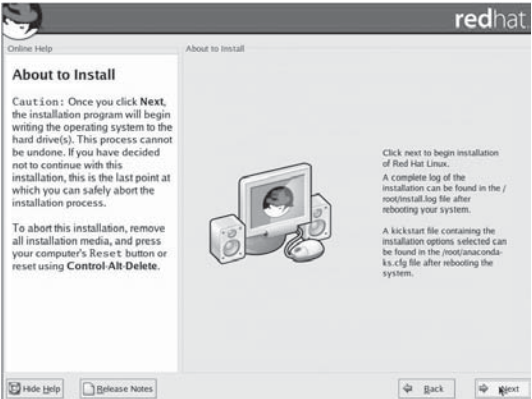 redhat.
Online Help
About to Install
About to Install
Caution: Once you click Next,
the installation program will begin
writing the operating system to the
hard drive(s). This process cannot
be undone. If you have decided
not to continue with this
installation, this is the last point at
which you can safely abort the
installation process.
To abort this installation, remove
all installation media, and press
your computer's Reset button or
reset using Control-Alt-Delete.
Click next to begin installation
of Red Hat Linux.
A complete log of the
installation can be found in the /
root/install.log file after
rebooting your system.
A kickstart file containing the
installation options selected can
be found in the /root/anaconda-
ks.cfg file after rebooting the
system.
Hide Help
Release Notes
Back
Next